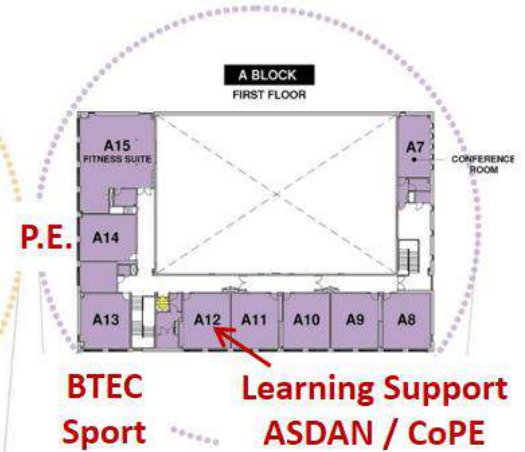 A BLOCK
FIRST FLOOR
A15
FITNESS SUITE
A7
CONFERENCE
ROOM
P.E.
A14
A13
A12
A11
A10
A9
A8
BTEC
Sport
Learning Support
ASDAN / CoPE